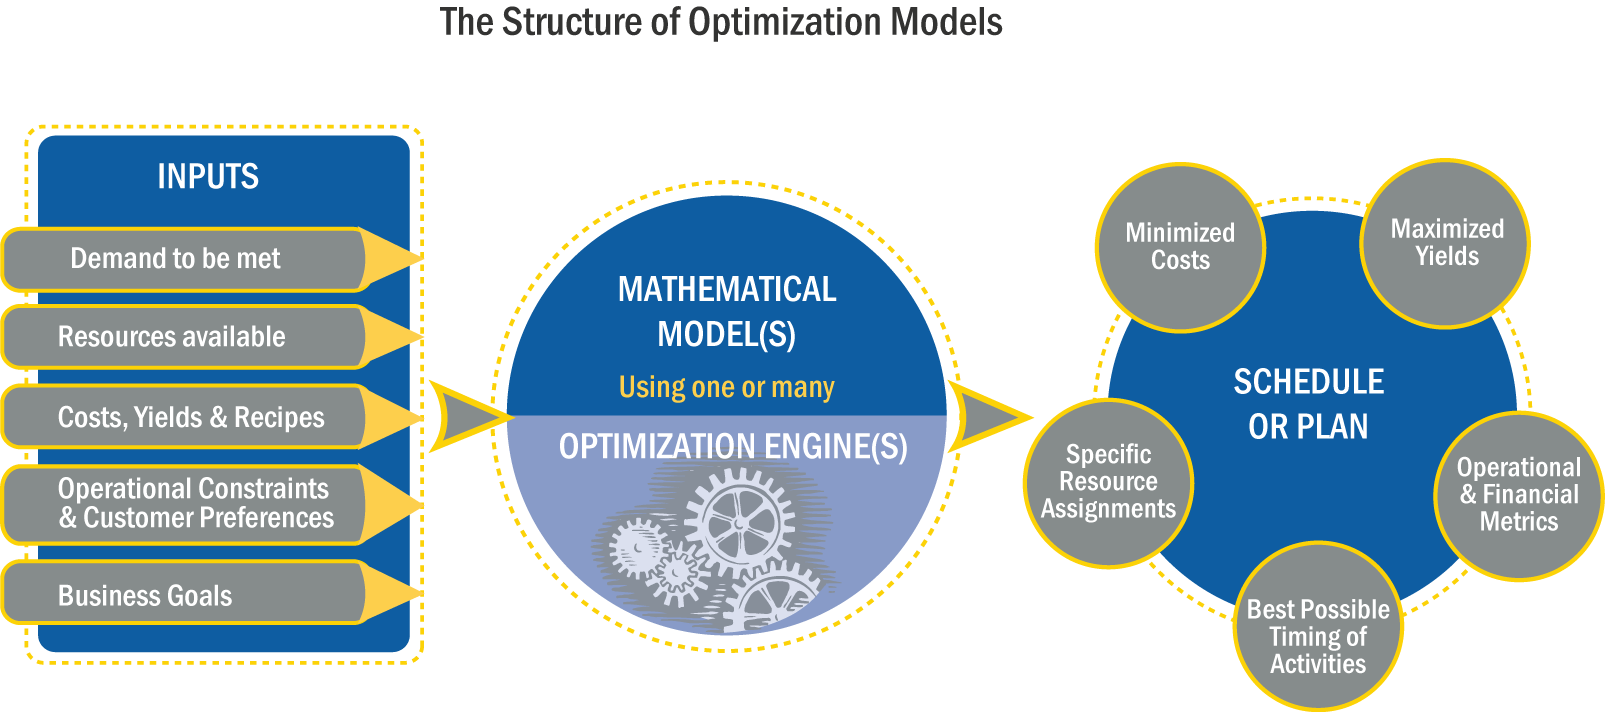 The Structure of Optimization Models
INPUTS
Demand to be met
Resources available
Costs, Yields & Recipes
Operational Constraints
& Customer Preferences
Business Goals
MATHEMATICAL
MODEL(S)
Using one or many
OPTIMIZATION ENGINE(S)
SCHEDULE
OR PLAN
Minimized
Costs
Maximized
Yields
Specific
Resource
Assignments
Operational
& Financial
Metrics
Best Possible
Timing of
Activities